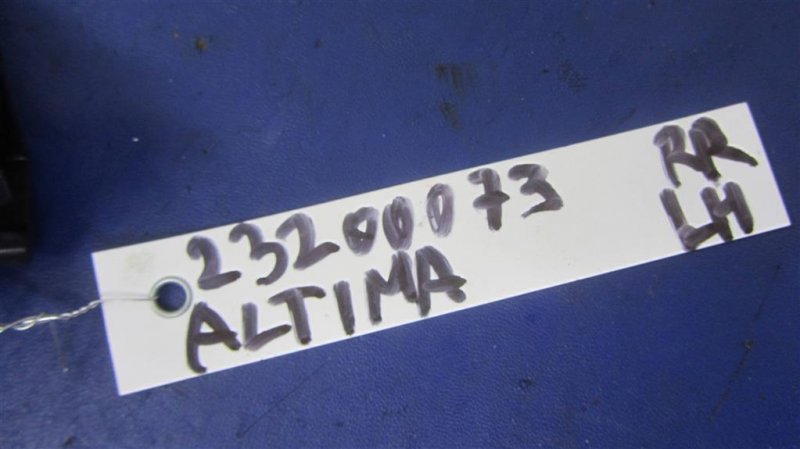 23200073
ALTIMA
RR
LH